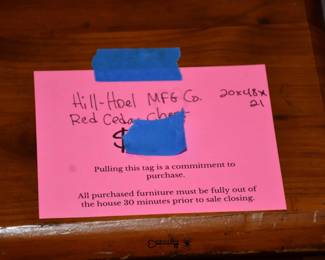 Hill-Hoel MFG Co. 20x48x
21
Red Cedar Chest
$
Pulling this tag is a commitment to
purchase.
All purchased furniture must be fully out of
the house 30 minutes prior to sale closing.